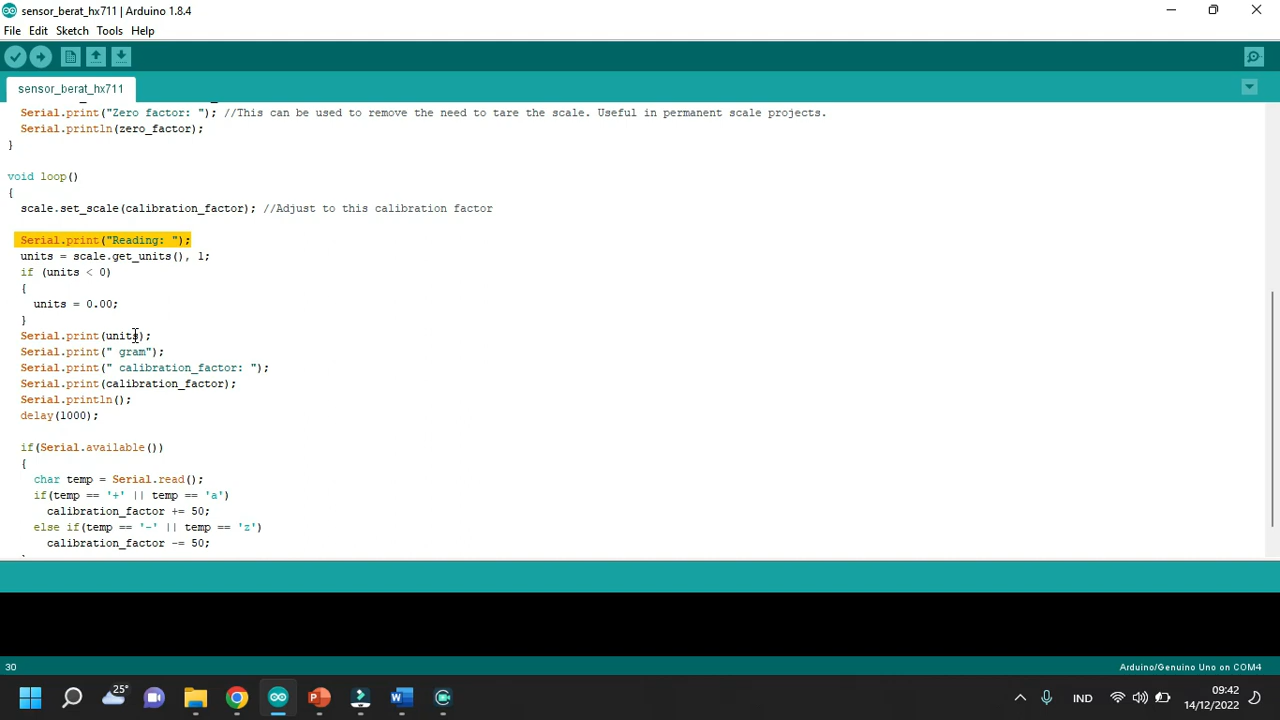 sensor_berat_hx711 | Arduino 1.8.4
File Edit Sketch Tools Help
sensor_berat_hx711
Serial.print("Zero factor: "); //This can be used to remove the need to tare the scale. Useful in permanent scale projects.
Serial.println(zero_factor);
}
void loop()
{
scale.set_scale(calibration_factor); //Adjust to this calibration factor
Serial.print("Reading: ");
units = scale.get_units(), 1;
if (units < 0)
{
units = 0.00;
}
Serial.print(units);
Serial.print(" gram");
Serial.print(" calibration_factor: ");
Serial.print(calibration_factor);
Serial.println();
delay(1000);
if(Serial.available())
{
char temp = Serial.read();
if(temp == '+' || temp == 'a')
calibration_factor += 50;
else if(temp == '-' || temp == 'z')
calibration_factor -= 50;
30 Arduino/Genuino Uno on COM4
25° IND 09:42
14/12/2022